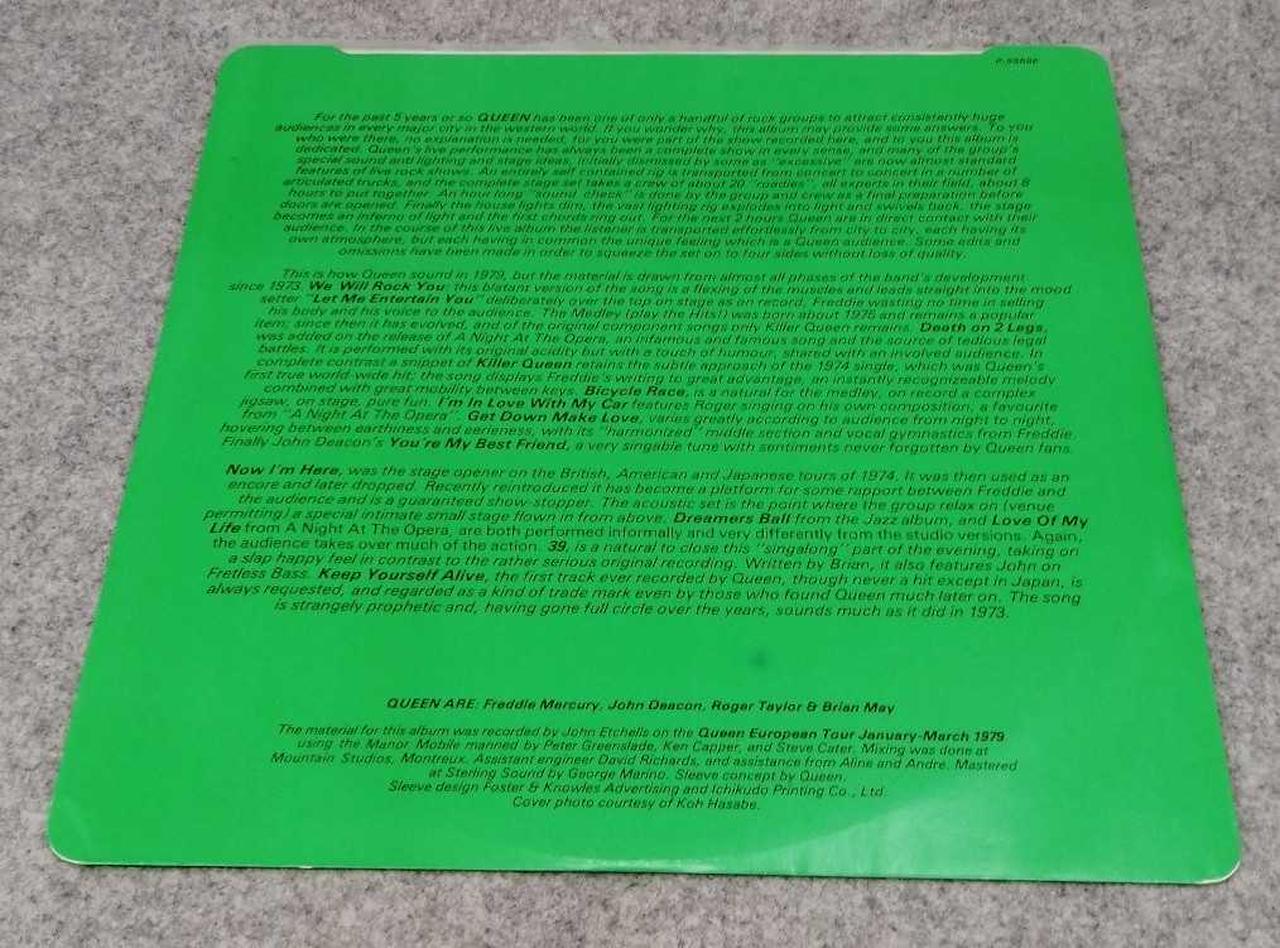 For the past 5 years or so QUEEN has been one of only a handful of rock groups to attract consistently huge
audiences in every major city in the western world. If you wonder why, this album may provide some answers. To you
who were there, no explanation is needed, for you were part of the show recorded here, and to you this album is
dedicated. Queen's live performance has always been a complete show in every sense, and many of the group's
special sound and lighting and stage ideas, initially dismissed by some as "excessive" are now almost standard
features of live rock shows. An entirely self contained rig is transported from concert to concert in a number of
articulated trucks, and the complete stage set takes a crew of about 20 "roadies", all experts in their field, about 8
hours to put together. An hour long "sound check" is done by the group and crew as a final preparation before
doors are opened. Finally the house lights dim, the vast lighting rig explodes into light and swivels back, the stage
becomes an inferno of light and the first chords ring out. For the next 2 hours Queen are in direct contact with their
audience. In the course of this live album the listener is transported effortlessly from city to city, each having its
own atmosphere, but each having in common the unique feeling which is a Queen audience. Some edits and
omissions have been made in order to squeeze the set on to four sides without loss of quality.
This is how Queen sound in 1979, but the material is drawn from almost all phases of the band's development
since 1973. We Will Rock You: this blatant version of the song is a flexing of the muscles and leads straight into the mood
setter "Let Me Entertain You" deliberately over the top on stage as on record, Freddie wasting no time in selling
his body and his voice to the audience. The Medley (play the Hits!) was born about 1975 and remains a popular
item; since then it has evolved, and of the original component songs only Killer Queen remains. Death on 2 Legs,
was added on the release of A Night At The Opera, an infamous and famous song and the source of tedious legal
battles. It is performed with its original acidity but with a touch of humour, shared with an involved audience. In
complete contrast a snippet of Killer Queen retains the subtle approach of the 1974 single, which was Queen's
first true world-wide hit; the song displays Freddie's writing to great advantage, an instantly recognizeable melody
combined with great mobility between keys. Bicycle Race, is a natural for the medley, on record a complex
jigsaw, on stage, pure fun. I'm In Love With My Car features Roger singing on his own composition, a favourite
from "A Night At The Opera". Get Down Make Love, varies greatly according to audience from night to night,
hovering between earthiness and eerieness, with its "harmonized" middle section and vocal gymnastics from Freddie.
Finally John Deacon's You're My Best Friend, a very singable tune with sentiments never forgotten by Queen fans.
Now I'm Here, was the stage opener on the British, American and Japanese tours of 1974. It was then used as an
encore and later dropped. Recently reintroduced it has become a platform for some rapport between Freddie and
the audience and is a guaranteed show-stopper. The acoustic set is the point where the group relax on (venue
permitting) a special intimate small stage flown in from above. Dreamers Ball from the Jazz album, and Love Of My
Life from A Night At The Opera, are both performed informally and very differently from the studio versions. Again,
the audience takes over much of the action. 39, is a natural to close this "singalong" part of the evening, taking on
a slap happy feel in contrast to the rather serious original recording. Written by Brian, it also features John on
Fretless Bass. Keep Yourself Alive, the first track ever recorded by Queen, though never a hit except in Japan, is
always requested, and regarded as a kind of trade mark even by those who found Queen much later on. The song
is strangely prophetic and, having gone full circle over the years, sounds much as it did in 1973.
QUEEN ARE: Freddie Mercury, John Deacon, Roger Taylor & Brian May
The material for this album was recorded by John Etchells on the Queen European Tour January-March 1979
using the Manor Mobile manned by Peter Greenslade, Ken Capper, and Steve Cater. Mixing was done at
Mountain Studios, Montreux. Assistant engineer David Richards, and assistance from Aline and Andre. Mastered
at Sterling Sound by George Marino. Sleeve concept by Queen.
Sleeve design Foster & Knowles Advertising and Ichikudo Printing Co., Ltd.
Cover photo courtesy of Koh Hasabe.